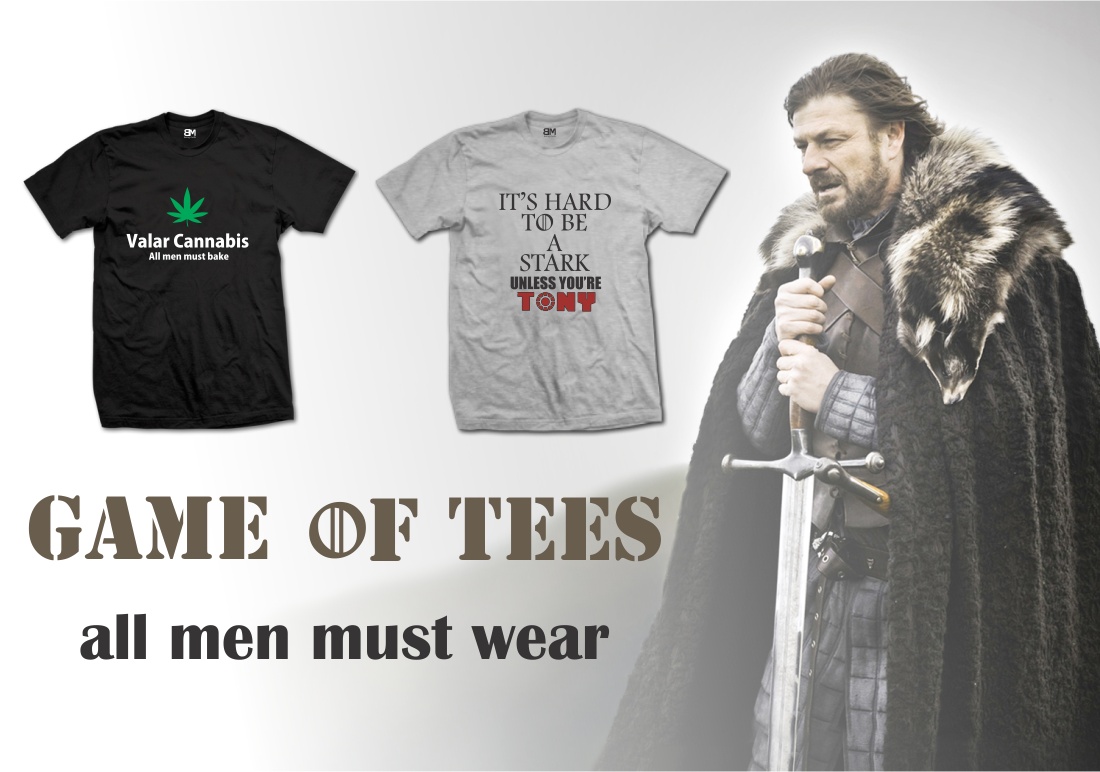 BM
Valar Cannabis
All men must bake
BM
IT'S HARD
TO BE
A
STARK
UNLESS YOU'RE
TONY
GAME OF TEES
all men must wear